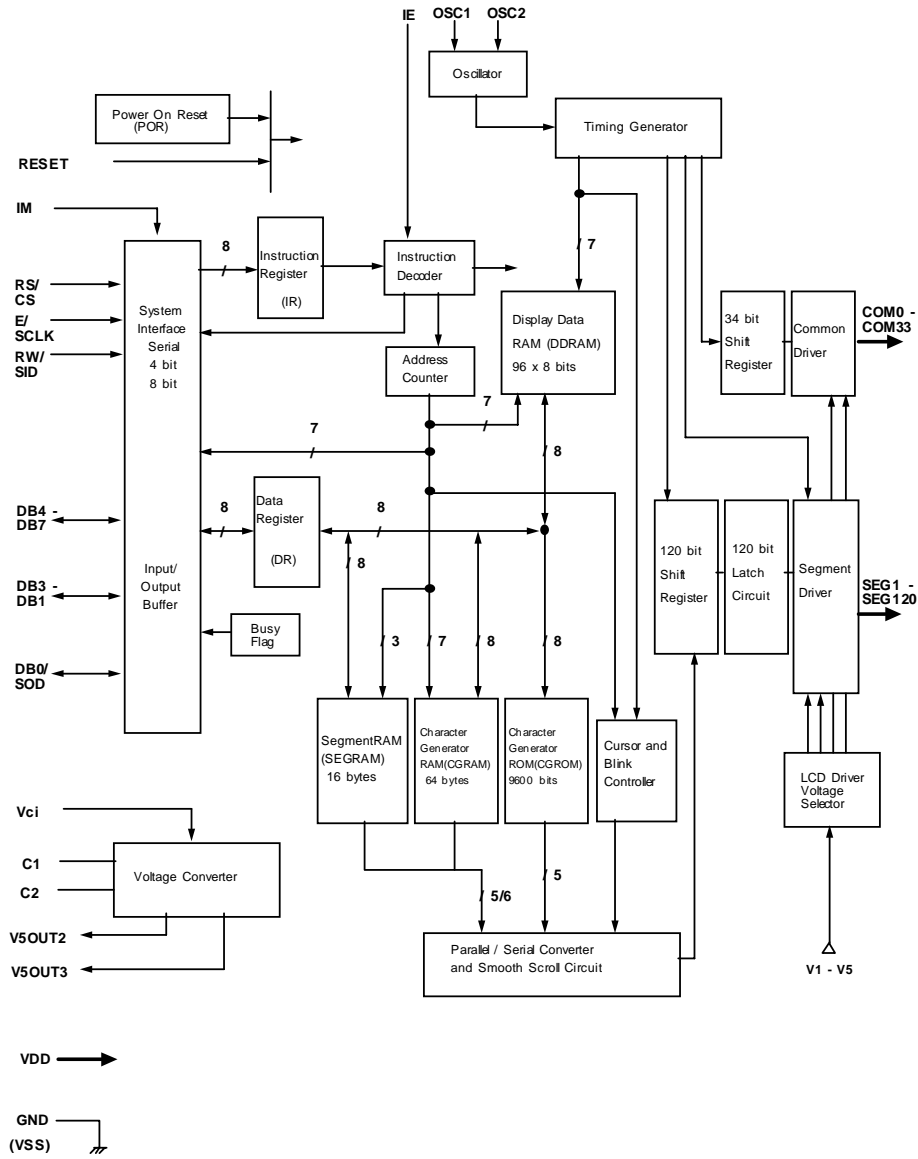 IE
OSC1 OSC2
Oscillator
Power On Reset
(POR)
Timing Generator
RESET
IM
8
Instruction
Register
(IR)
Instruction
Decoder
7
RS/
CS
E/
SCLK
RW/
SID
System
Interface
Serial
4 bit
8 bit
Display Data
RAM (DDRAM)
96 x 8 bits
34 bit
Shift
Register
Common
Driver
COM0 -
COM33
Address
Counter
7
7
8
DB4 -
DB7
8
Data
Register
(DR)
8
8
120 bit
Shift
Register
120 bit
Latch
Circuit
Segment
Driver
SEG1 -
SEG120
DB3 -
DB1
Input/
Output
Buffer
Busy
Flag
3
7
8
8
DB0/
SOD
SegmentRAM
(SEGRAM)
16 bytes
Character
Generator
RAM(CGRAM)
64 bytes
Character
Generator
ROM(CGROM)
9600 bits
Cursor and
Blink
Controller
LCD Driver
Voltage
Selector
Vci
C1
C2
Voltage Converter
5/6
5
V5OUT2
V5OUT3
Parallel / Serial Converter
and Smooth Scroll Circuit
V1 - V5
VDD
GND
(VSS)